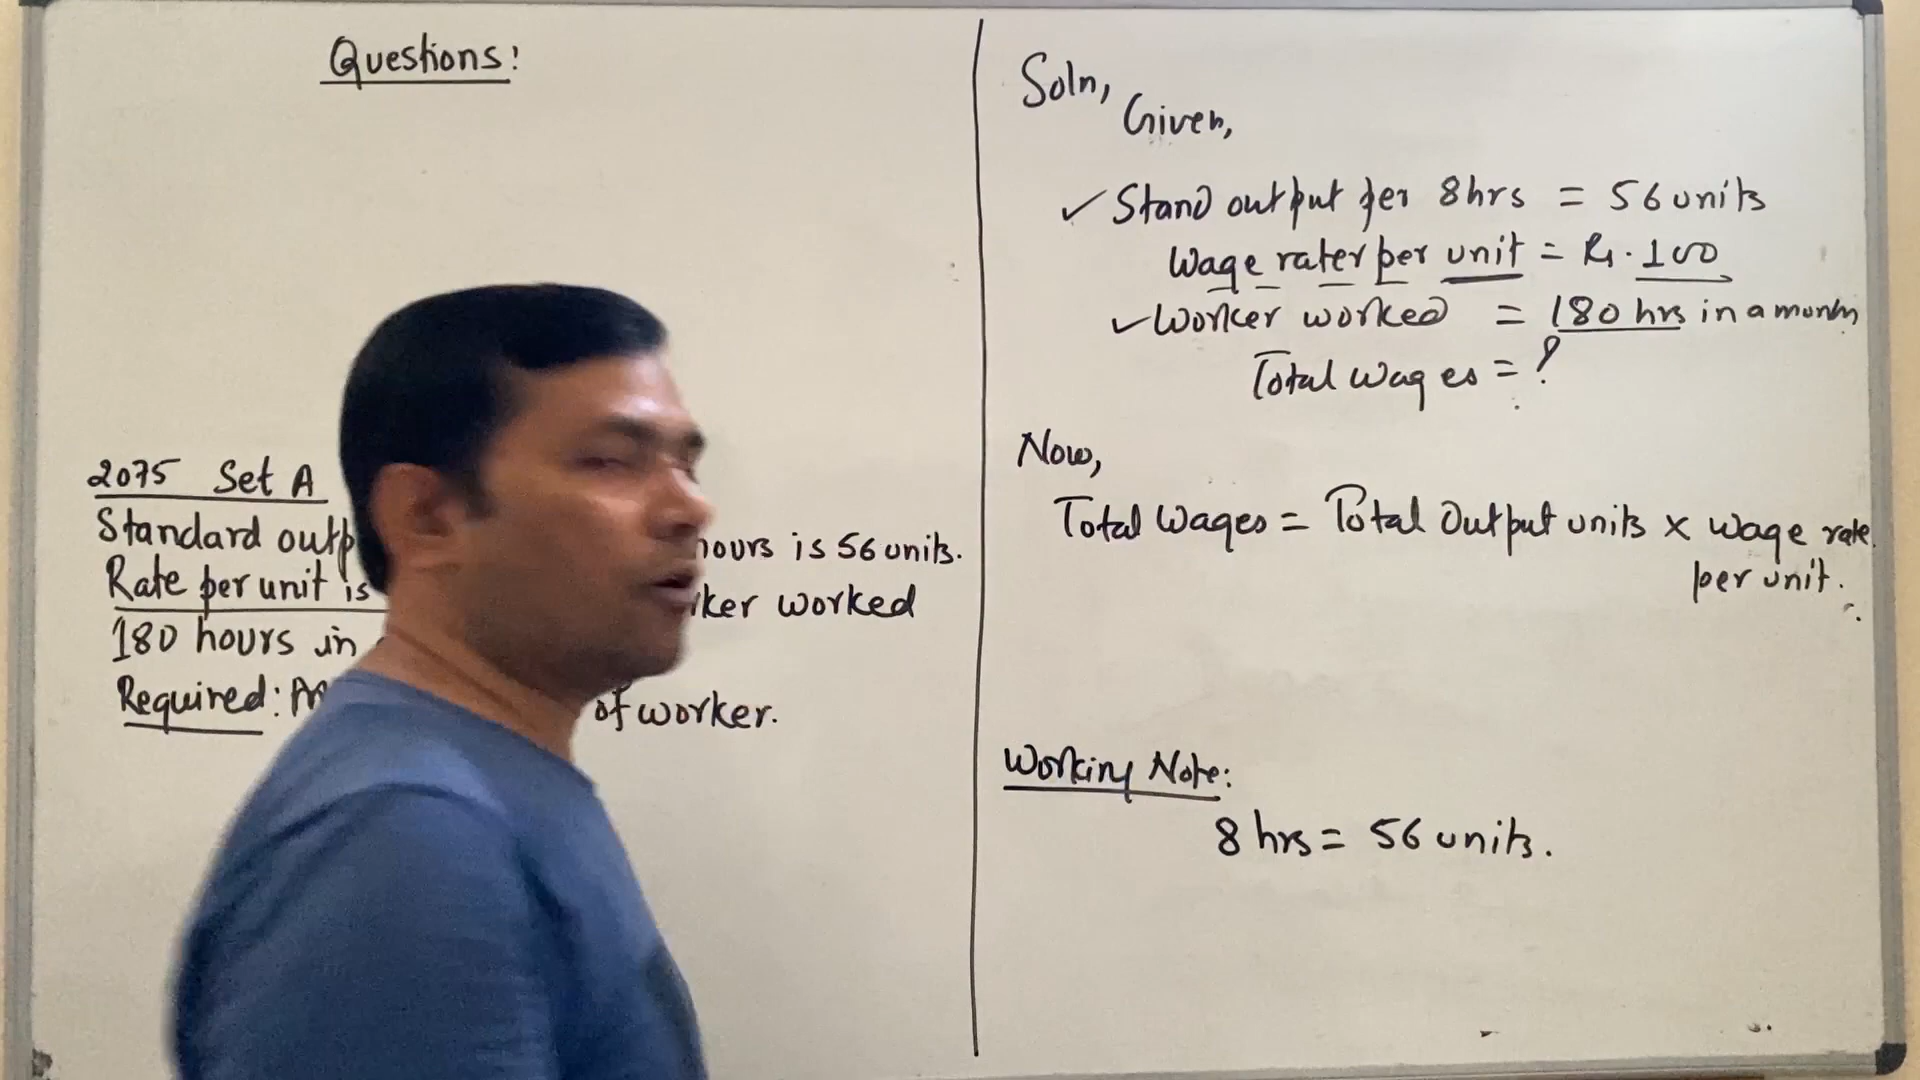 Questions:
2075 Set A
Standard outp hours is 56 units.
Rate per unit is ker worked
180 hours in
Required: of worker.
Soln,
Given,
✓ Stand output per 8hrs = 56 units
Wage rater per unit = Rs. 100
✓ Worker worked = 180 hrs in a month
Total wages = ?
Now,
Total Wages = Total Output units × wage rate
per unit.
Working Note:
8 hrs = 56 units.